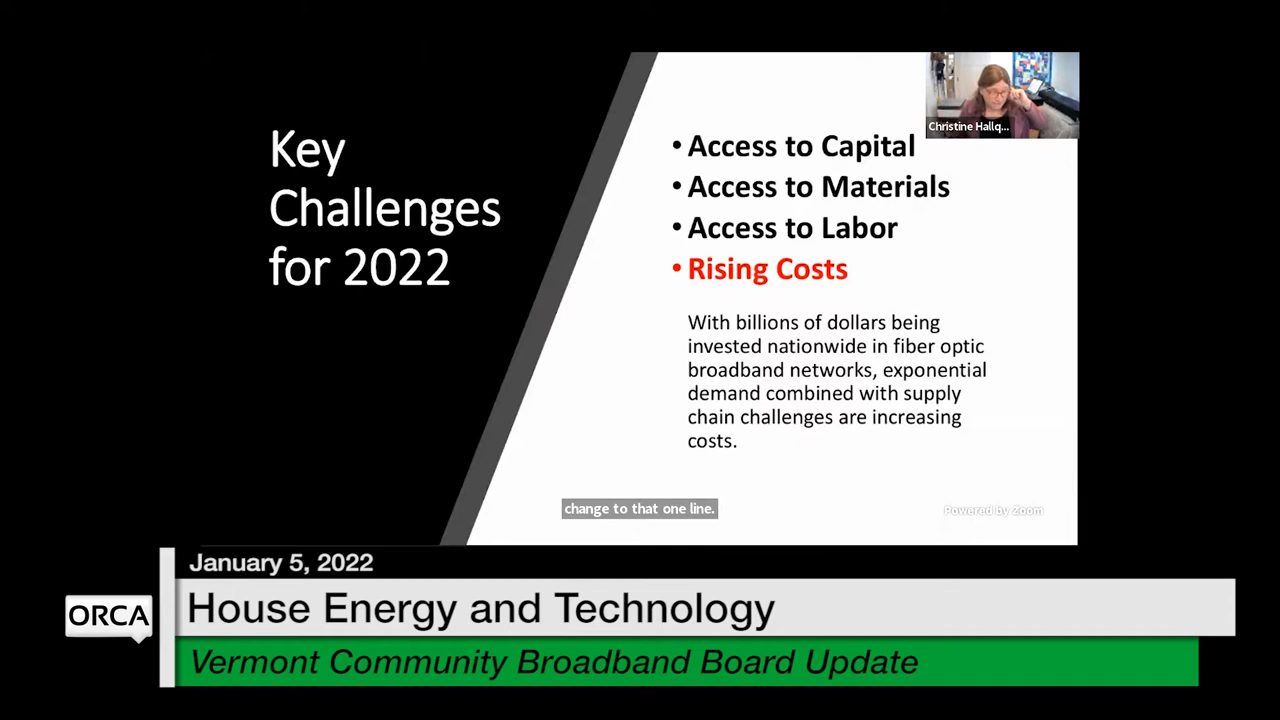 Key
Challenges
for 2022
Christine Hallq...
• Access to Capital
• Access to Materials
• Access to Labor
• Rising Costs
With billions of dollars being
invested nationwide in fiber optic
broadband networks, exponential
demand combined with supply
chain challenges are increasing
costs.
change to that one line.
Powered by Zoom
January 5, 2022
ORCA
House Energy and Technology
Vermont Community Broadband Board Update